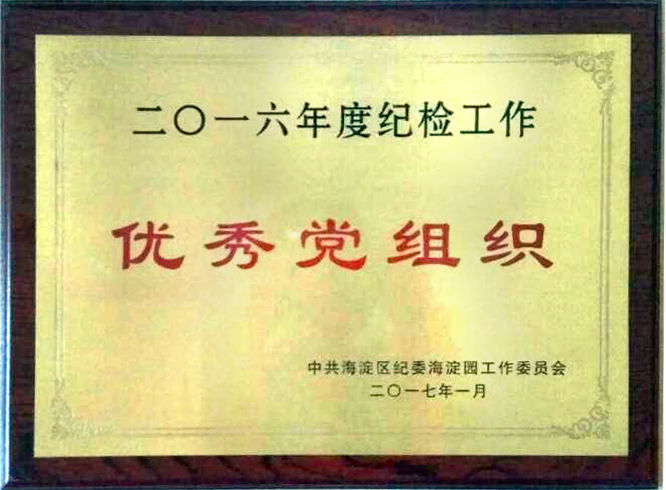 二〇一六年度纪检工作
优秀党组织
中共海淀区纪委海淀园工作委员会
二〇一七年一月